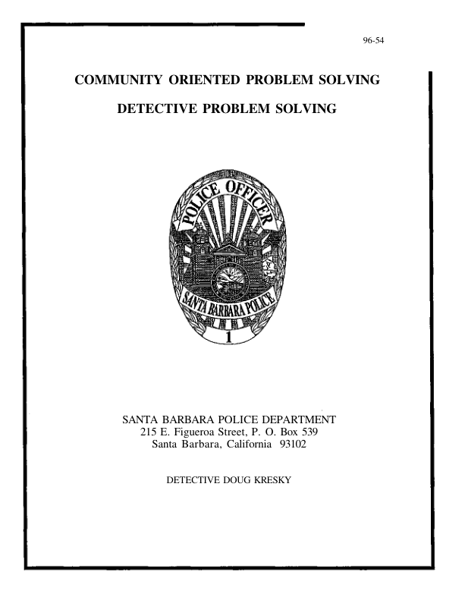 96-54
COMMUNITY ORIENTED PROBLEM SOLVING
DETECTIVE PROBLEM SOLVING
POLICE OFFICER
SANTA BARBARA POLICE
1
SANTA BARBARA POLICE DEPARTMENT
215 E. Figueroa Street, P. O. Box 539
Santa Barbara, California 93102
DETECTIVE DOUG KRESKY